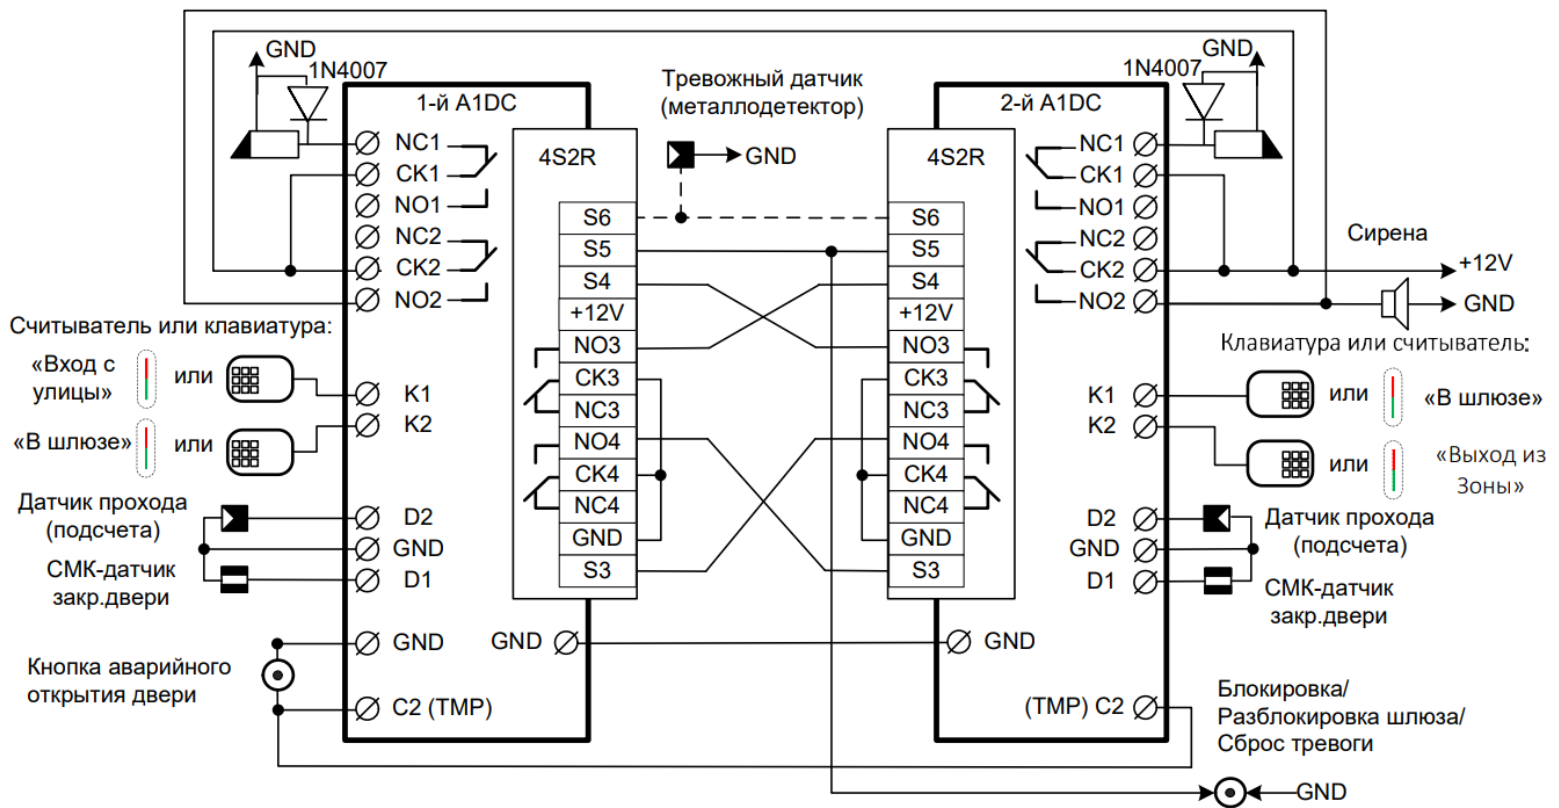 GND
1N4007
1-й A1DC
NC1
CK1
NO1
NC2
CK2
NO2
4S2R
S6
S5
S4
+12V
NO3
CK3
NC3
NO4
CK4
NC4
GND
S3
Считыватель или клавиатура:
«Вход с
улицы»
или
K1
«В шлюзе»
или
K2
Датчик прохода
(подсчета)
D2
GND
СМК-датчик
закр.двери
D1
GND
GND
Кнопка аварийного
открытия двери
C2 (TMP)
Тревожный датчик
(металлодетектор)
GND
GND
1N4007
2-й A1DC
4S2R
S6
S5
S4
+12V
NO3
CK3
NC3
NO4
CK4
NC4
GND
S3
NC1
CK1
NO1
NC2
CK2
NO2
Сирена
+12V
GND
Клавиатура или считыватель:
K1
или
«В шлюзе»
K2
или
«Выход из
Зоны»
D2
Датчик прохода
(подсчета)
GND
D1
СМК-датчик
закр.двери
GND
(TMP) C2
Блокировка/
Разблокировка шлюза/
Сброс тревоги
GND